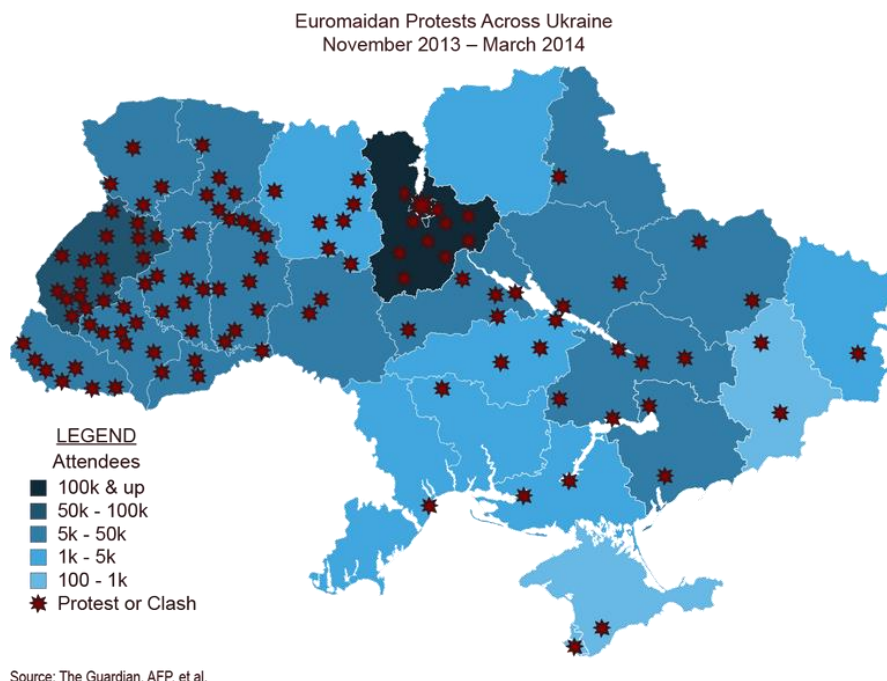 Euromaidan Protests Across Ukraine
November 2013 – March 2014
LEGEND
Attendees
100k & up
50k - 100k
5k - 50k
1k - 5k
100 - 1k
Protest or Clash
Source: The Guardian, AFP, et al.